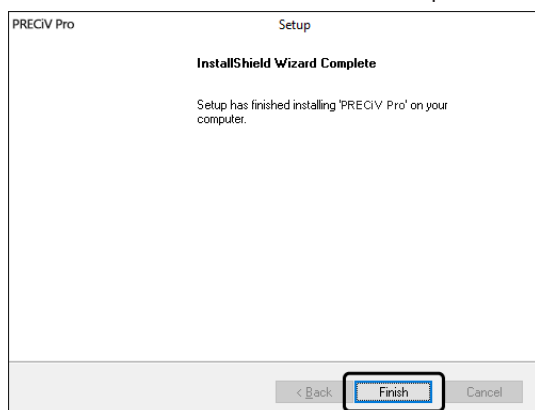 PRECiV Pro Setup
InstallShield Wizard Complete
Setup has finished installing 'PRECiV Pro' on your
computer.
< Back Finish Cancel